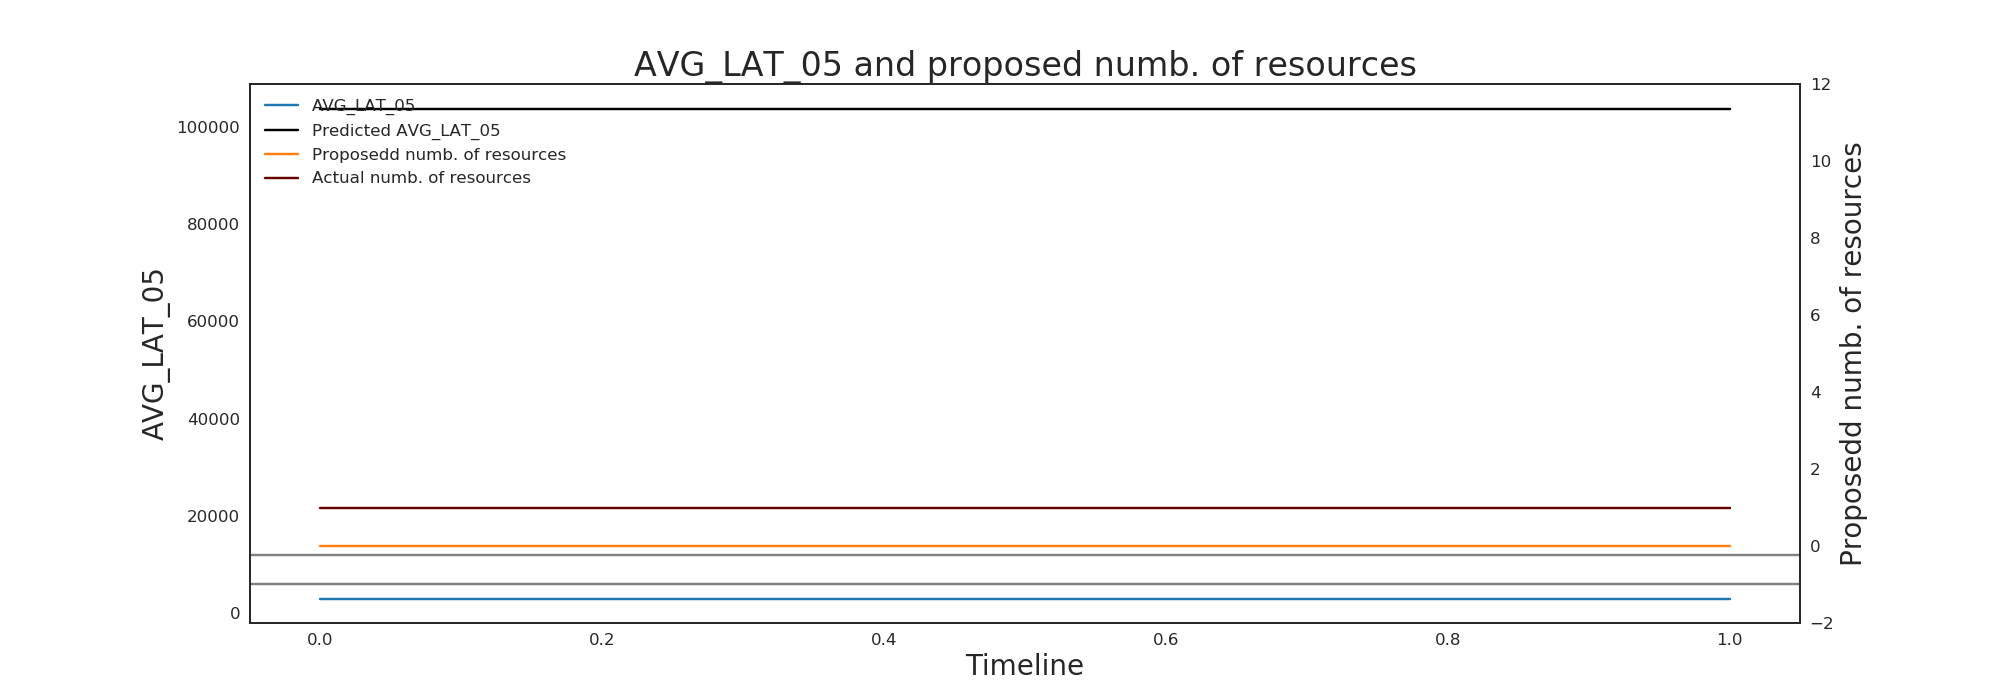 AVG_LAT_05 and proposed numb. of resources
AVG_LAT_05
Predicted AVG_LAT_05
Proposedd numb. of resources
Actual numb. of resources
100000
80000
60000
40000
20000
0
AVG_LAT_05
12
10
8
6
4
2
0
−2
Proposedd numb. of resources
0.0 0.2 0.4 0.6 0.8 1.0
Timeline